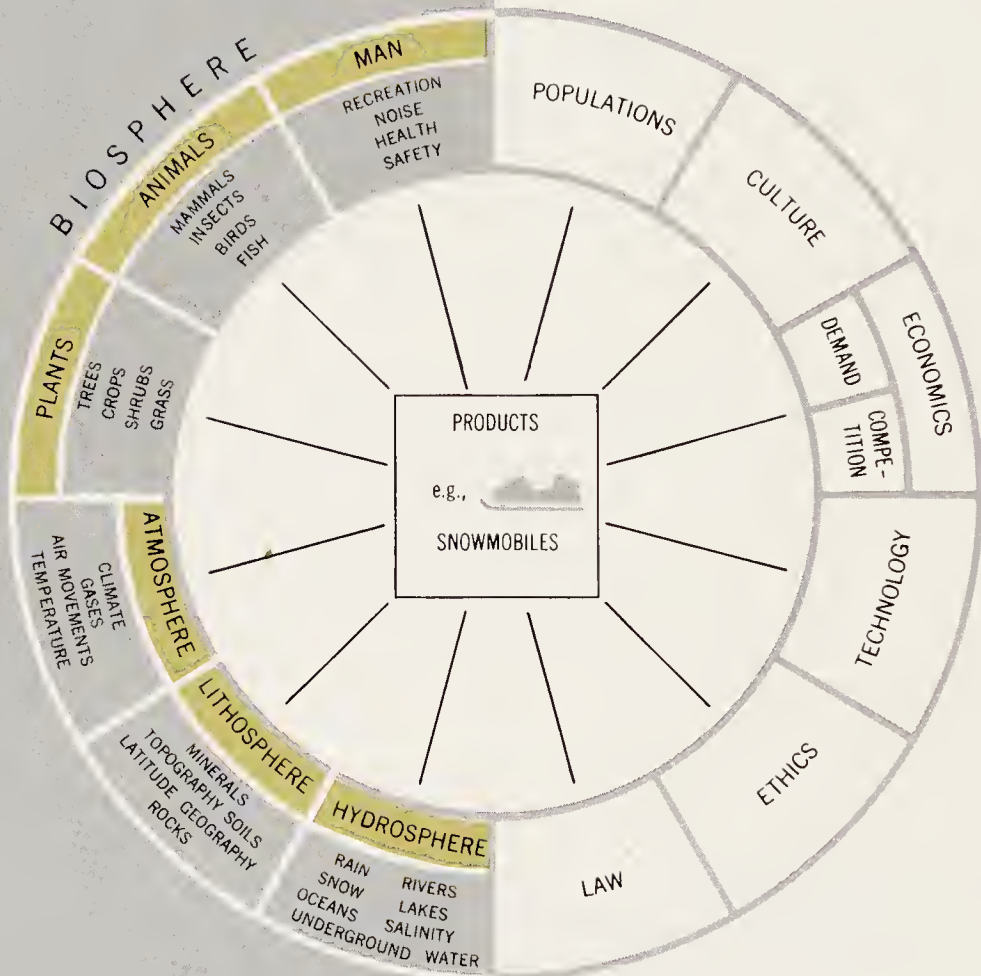 BIOSPHERE
MAN
RECREATION
NOISE
HEALTH
SAFETY
ANIMALS
MAMMALS
INSECTS
BIRDS
FISH
PLANTS
TREES
CROPS
SHRUBS
GRASS
ATMOSPHERE
CLIMATE
GASES
AIR MOVEMENTS
TEMPERATURE
LITHOSPHERE
MINERALS
TOPOGRAPHY SOILS
LATITUDE GEOGRAPHY
ROCKS
HYDROSPHERE
RAIN RIVERS
SNOW LAKES
OCEANS SALINITY
UNDERGROUND WATER
POPULATIONS
CULTURE
ECONOMICS
DEMAND
COMPE-
TITION
TECHNOLOGY
ETHICS
LAW
PRODUCTS
e.g.,
SNOWMOBILES